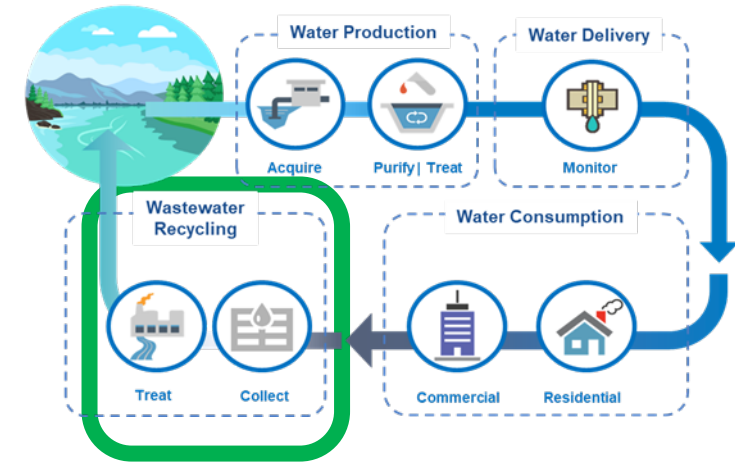 Water Production
Water Delivery
Acquire
Purify| Treat
Monitor
Wastewater
Recycling
Water Consumption
Treat
Collect
Commercial
Residential